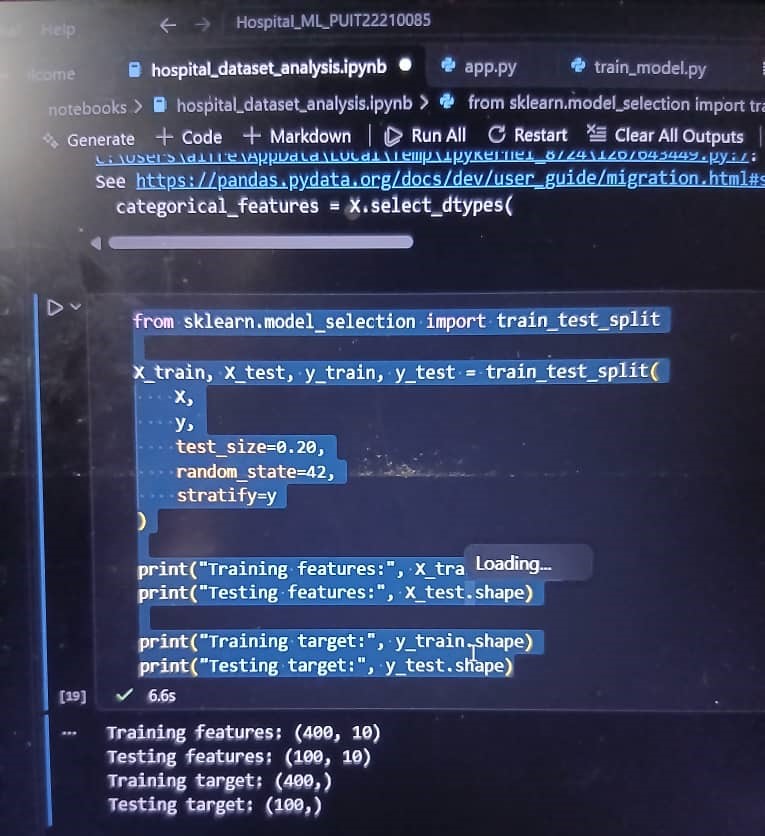 Help
Hospital_ML_PUIT22210085
hospital_dataset_analysis.ipynb
app.py
train_model.py
notebooks > hospital_dataset_analysis.ipynb > from sklearn.model_selection import
Generate + Code + Markdown | Run All Restart Clear All Outputs
See https://pandas.pydata.org/docs/dev/user_guide/migration.html#s
categorical_features = X.select_dtypes(
from sklearn.model_selection import train_test_split
X_train, X_test, y_train, y_test = train_test_split(
X,
y,
test_size=0.20,
random_state=42,
stratify=y
)
print("Training features:", X_tra
Loading...
print("Testing features:", X_test.shape)
print("Training target:", y_train.shape)
print("Testing target:", y_test.shape)
[19] 6.6s
Training features: (400, 10)
Testing features: (100, 10)
Training target: (400,)
Testing target: (100,)